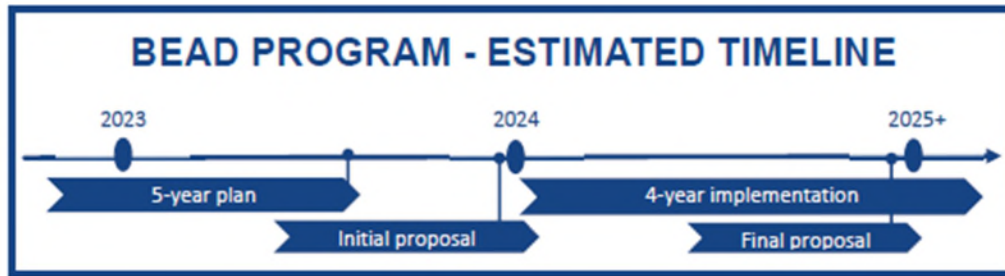 BEAD PROGRAM - ESTIMATED TIMELINE
2023 2024 2025+
5-year plan 4-year implementation
Initial proposal Final proposal